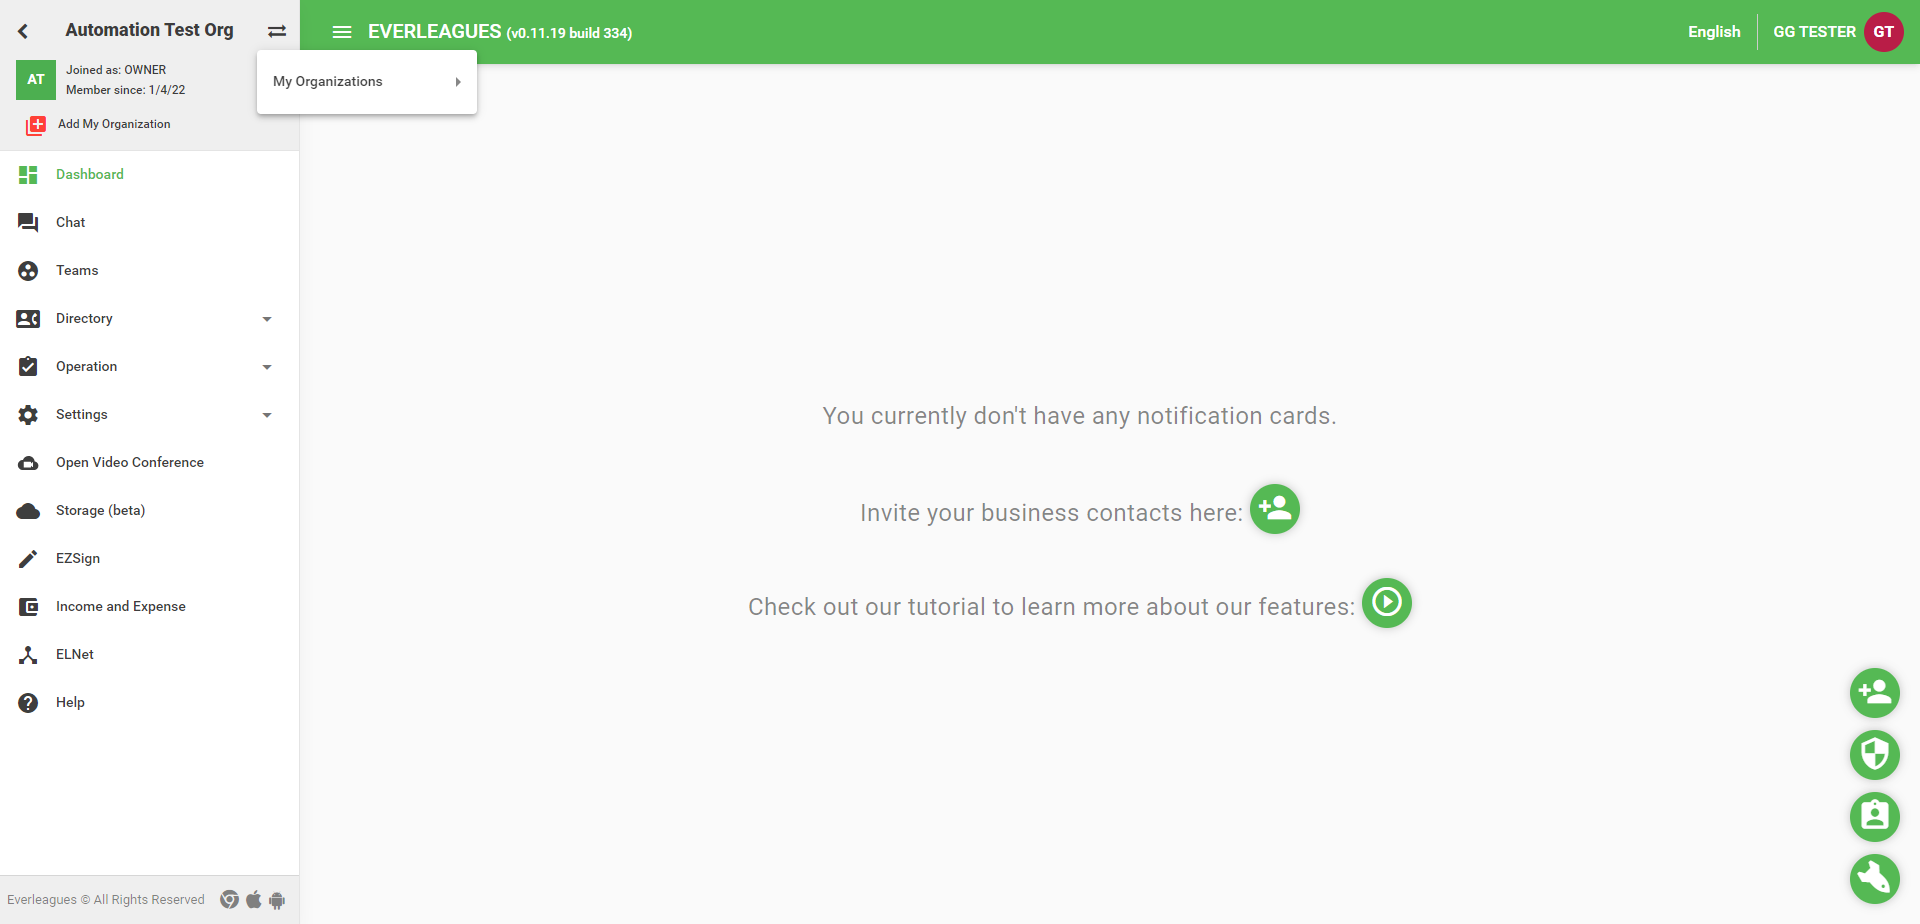 Automation Test Org
AT
Joined as: OWNER
Member since: 1/4/22
Add My Organization
EVERLEAGUES (v0.11.19 build 334)
English
GG TESTER
GT
My Organizations
Dashboard
Chat
Teams
Directory
Operation
Settings
Open Video Conference
Storage (beta)
EZSign
Income and Expense
ELNet
Help
You currently don't have any notification cards.
Invite your business contacts here:
Check out our tutorial to learn more about our features:
Everleagues © All Rights Reserved